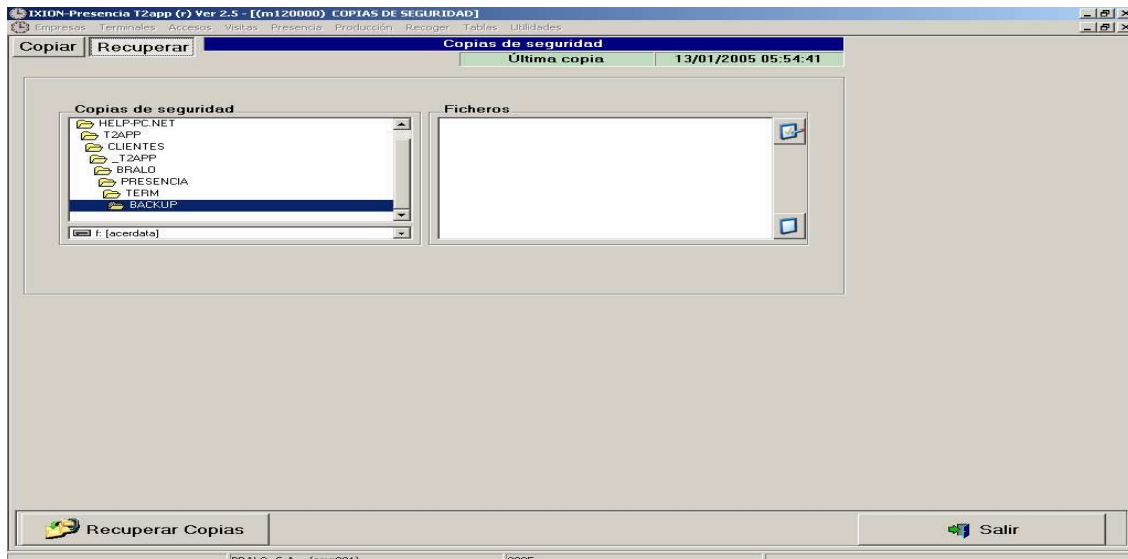 IXION-Presencia T2app (r) Ver 2.5 - [(m120000) COPIAS DE SEGURIDAD]
Empresas Terminales Accesos Visitas Presencia Producción Recoger Tablas Utilidades
Copiar Recuperar Copias de seguridad
Última copia 13/01/2005 05:54:41
Copias de seguridad Ficheros
HELP-PC.NET
T2APP
CLIENTES
_T2APP
BRALO
PRESENCIA
TERM
BACKUP
f: [acerdata]
Recuperar Copias Salir